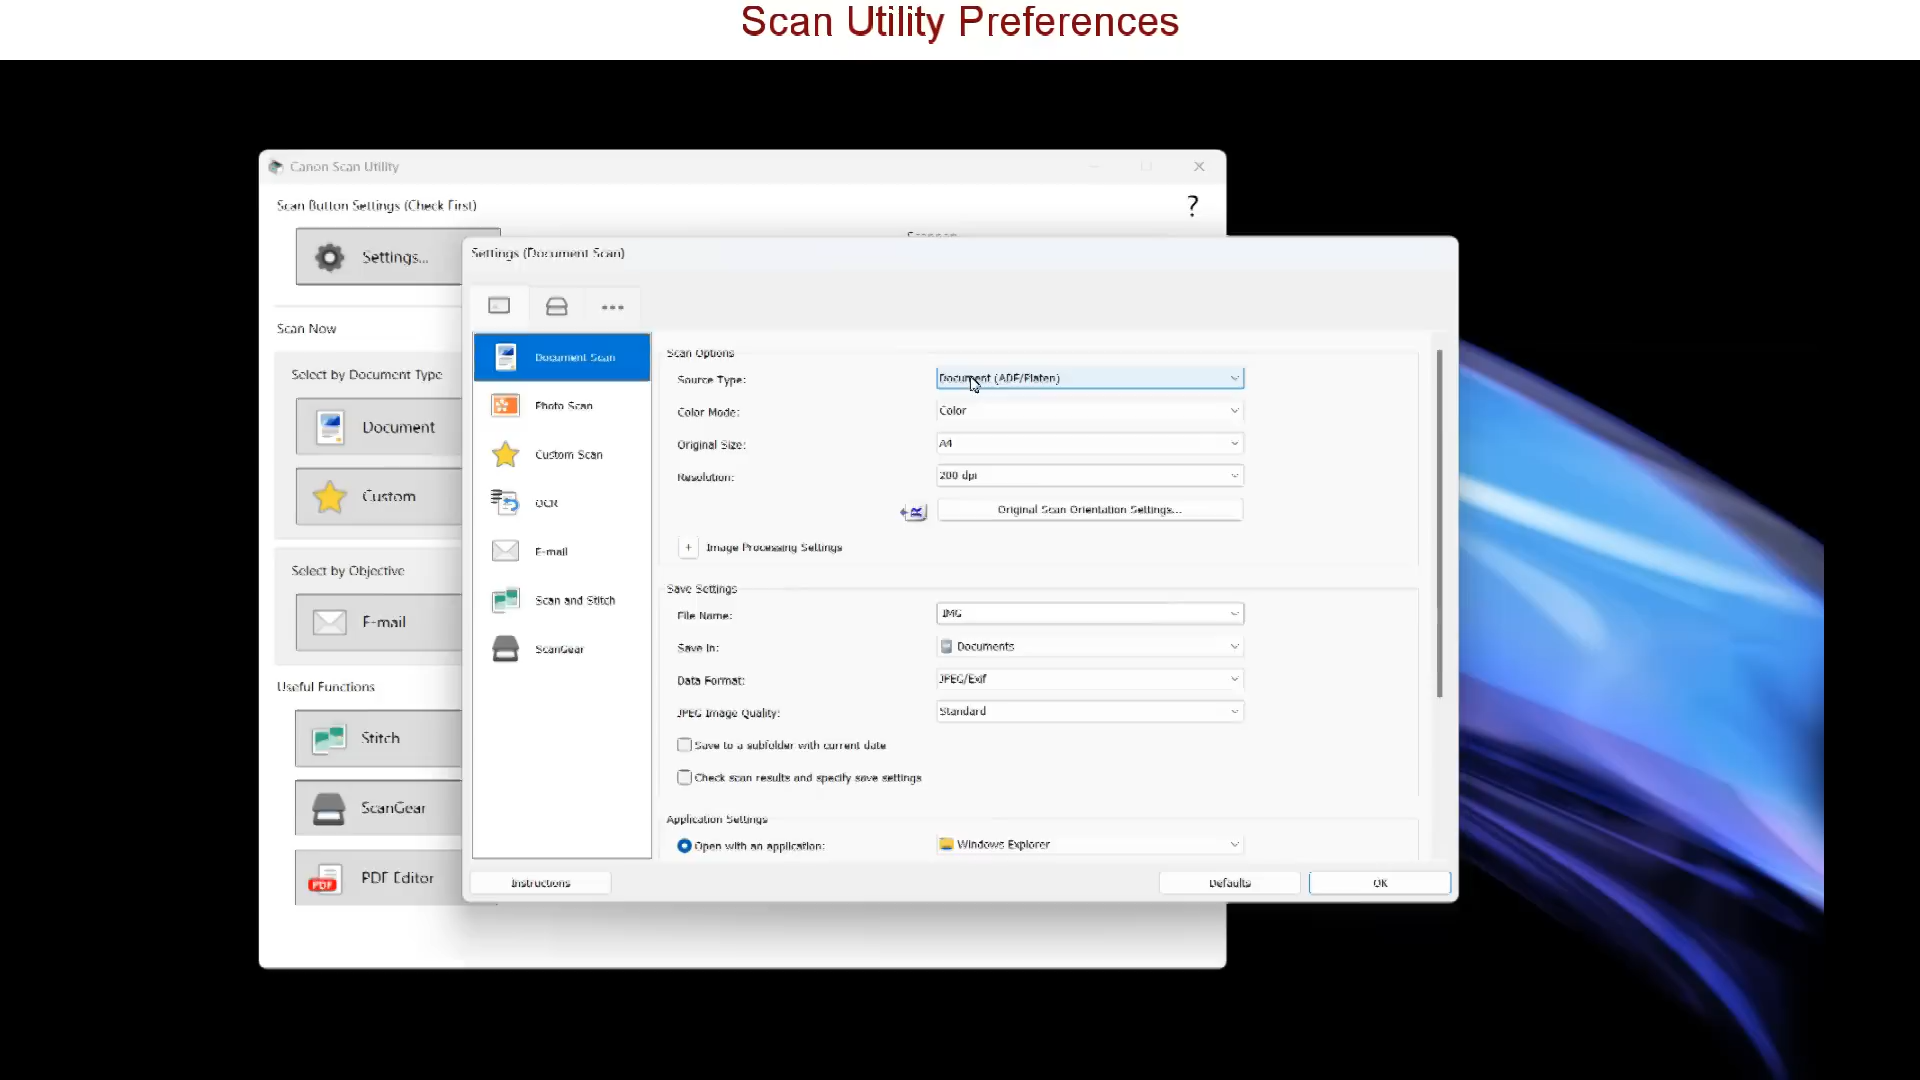 Scan Utility Preferences
Canon Scan Utility
Scan Button Settings (Check First)
?
Settings...
Scan Now
Select by Document Type
Document
Custom
Select by Objective
E-mail
Useful Functions
Stitch
ScanGear
PDF
PDF Editor
Settings (Document Scan)
Document Scan
Photo Scan
Custom Scan
OCR
E-mail
Scan and Stitch
ScanGear
Scan Options
Source Type: Document (ADF/Platen)
Color Mode: Color
Original Size: A4
Resolution: 200 dpi
Original Scan Orientation Settings...
+ Image Processing Settings
Save Settings
File Name: IMG
Save in: Documents
Data Format: JPEG/Exif
JPEG Image Quality: Standard
Save to a subfolder with current date
Check scan results and specify save settings
Application Settings
Open with an application: Windows Explorer
Instructions
Defaults
OK